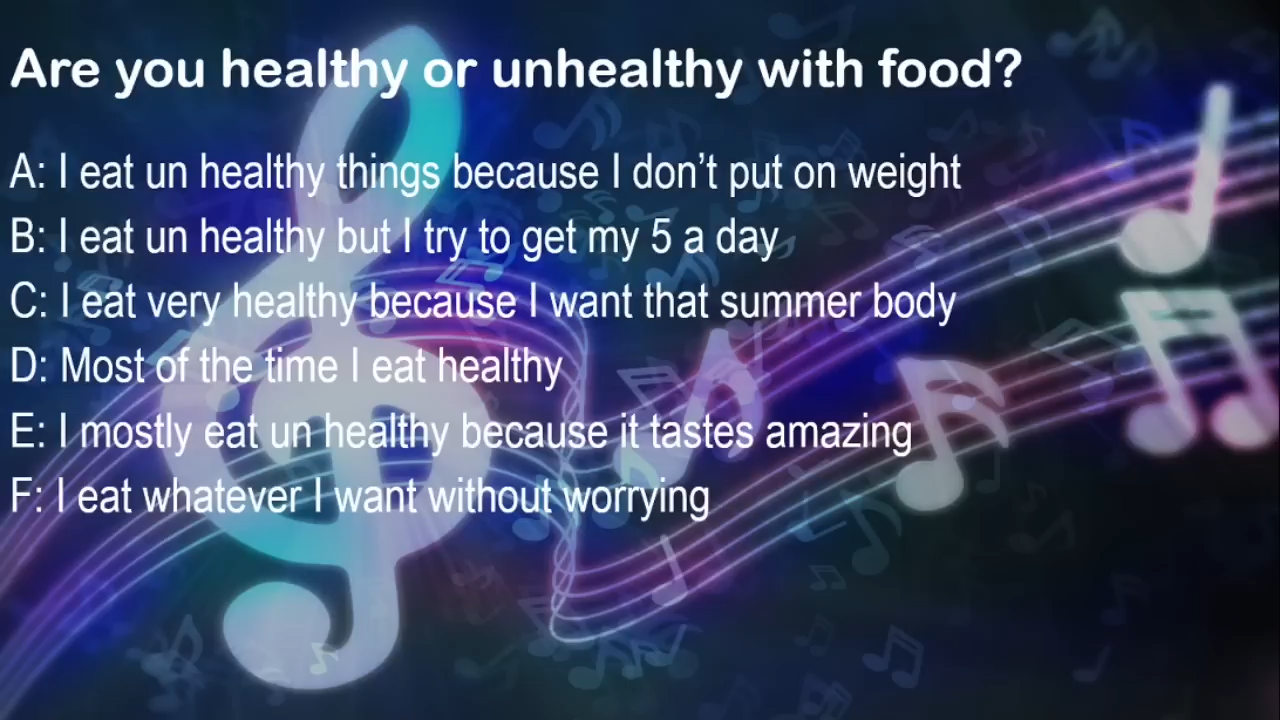 Are you healthy or unhealthy with food?
A: I eat un healthy things because I don’t put on weight
B: I eat un healthy but I try to get my 5 a day
C: I eat very healthy because I want that summer body
D: Most of the time I eat healthy
E: I mostly eat un healthy because it tastes amazing
F: I eat whatever I want without worrying